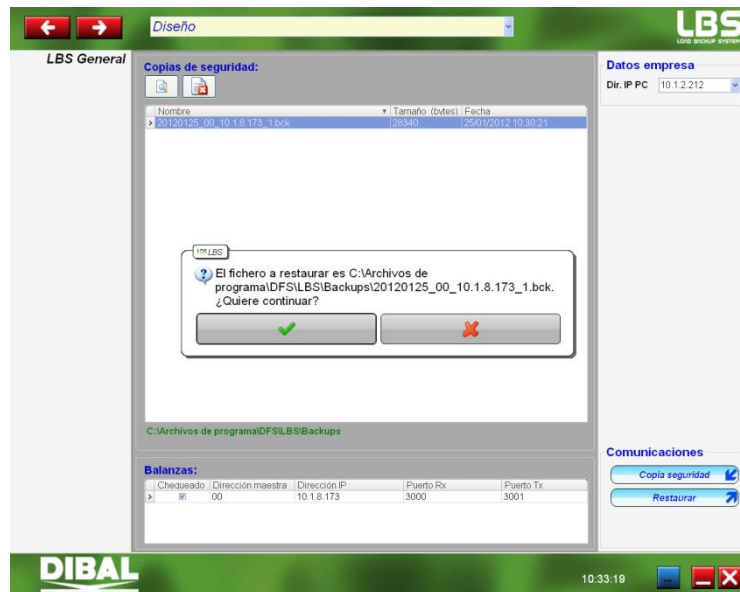 Diseño
LBS
LOAD BACKUP SYSTEM
LBS General
Copias de seguridad:
Nombre Tamaño (bytes) Fecha
20120125_00_10.1.8.173_1.bck 28340 25/01/2012 10:30:21
LBS
El fichero a restaurar es C:\Archivos de
programa\DFS\LBS\Backups\20120125_00_10.1.8.173_1.bck.
¿Quiere continuar?
C:\Archivos de programa\DFS\LBS\Backups
Balanzas:
Chequeado Dirección maestra Dirección IP Puerto Rx Puerto Tx
00 10.1.8.173 3000 3001
Datos empresa
Dir. IP PC 10.1.2.212
Comunicaciones
Copia seguridad
Restaurar
DIBAL
10:33:19
...